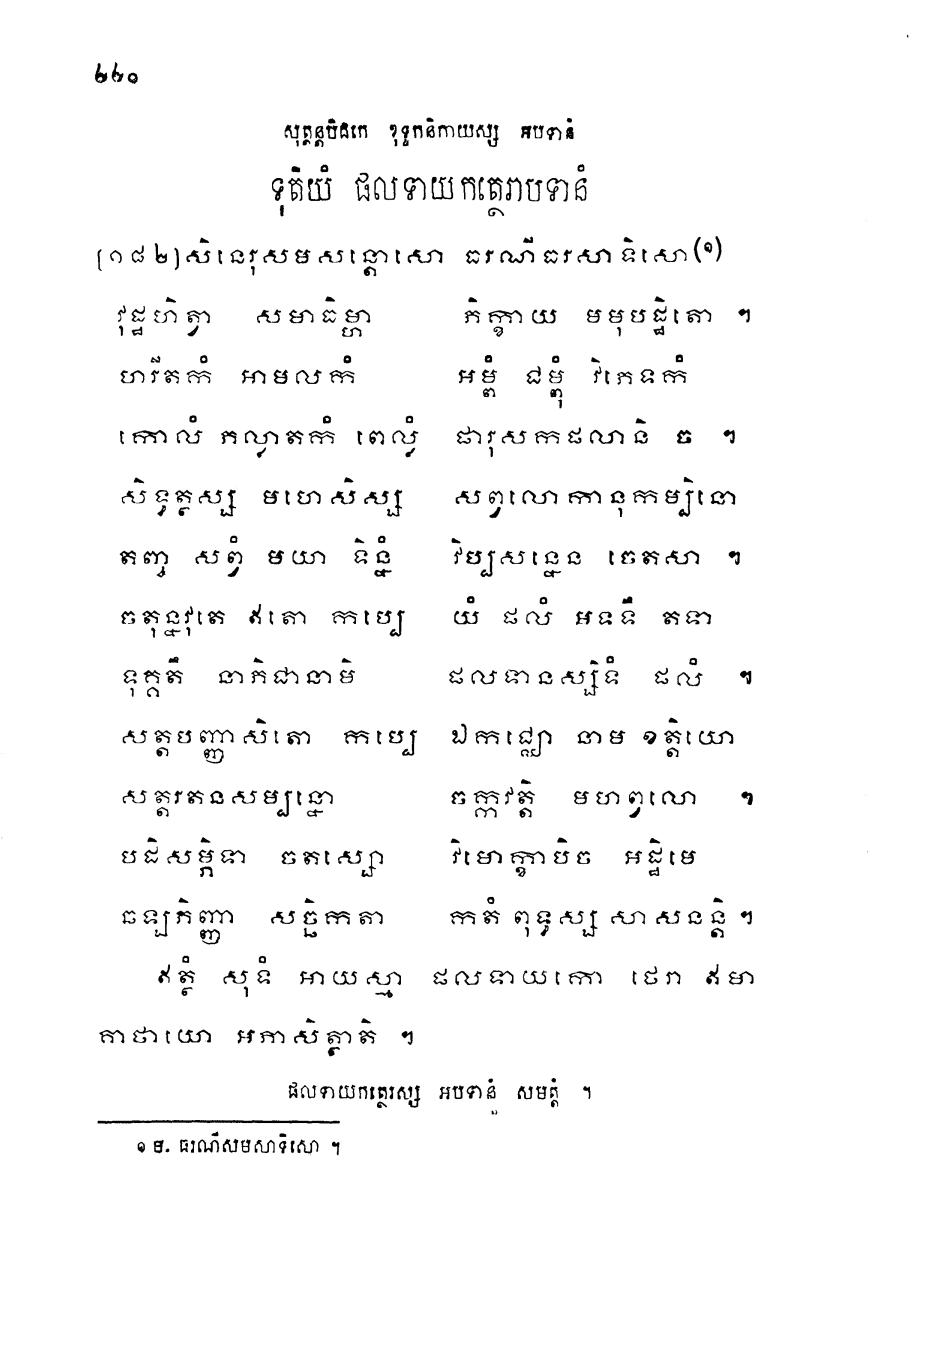 ២២០
សុត្តន្តបិដកេ ខុទ្ទកនិកាយស្ស អបទានំ
ទុតិយំ ផលទាយកត្ថេរាបទានំ
[១៨២] សិនេរុសមសន្តោសោ ធរណីធរសាទិសោ(១)
វុដ្ឋហិត្វា សមាធិម្ហា ភិក្ខាយ មមុបដ្ឋិតោ ។
ហរីតកំ អាមលកំ អម្ពំ ជម្ពុំ វិភេទកំ
កោលំ ភល្លាតកំ ពេលំ្ល ផារុសកផលានិ ច ។
សិទ្ធត្ថស្ស មហេសិស្ស សព្វលោកានុកម្បិនោ
តញ្ច សព្វំ មយា ទិន្នំ វិប្បសន្នេន ចេតសា ។
ចតុន្នវុតេ ឥតោ កប្បេ យំ ផលំ អទទឹ តទា
ទុគ្គតឹ នាភិជានាមិ ផលទានស្សិទំ ផលំ ។
សត្តបញ្ញាសិតោ កប្បេ ឯកជ្ឈោ នាម ខត្តិយោ
សត្តរតនសម្បន្នោ ចក្កវត្តិ មហព្វលោ ។
បដិសម្ភិទា ចតស្សោ វិមោក្ខាបិច អដ្ឋិមេ
ឆឡភិញ្ញា សច្ឆិកតា កតំ ពុទ្ធស្ស សាសនន្តិ ។
ឥត្ថំ សុទំ អាយស្មា ផលទាយកោ ថេរោ ឥមា
គាថាយោ អភាសិត្ថាតិ ។
ផលទាយកត្ថេរស្ស អបទានំ សមត្តំ ។
១ ម. ធរណីសមសាទិសោ ។